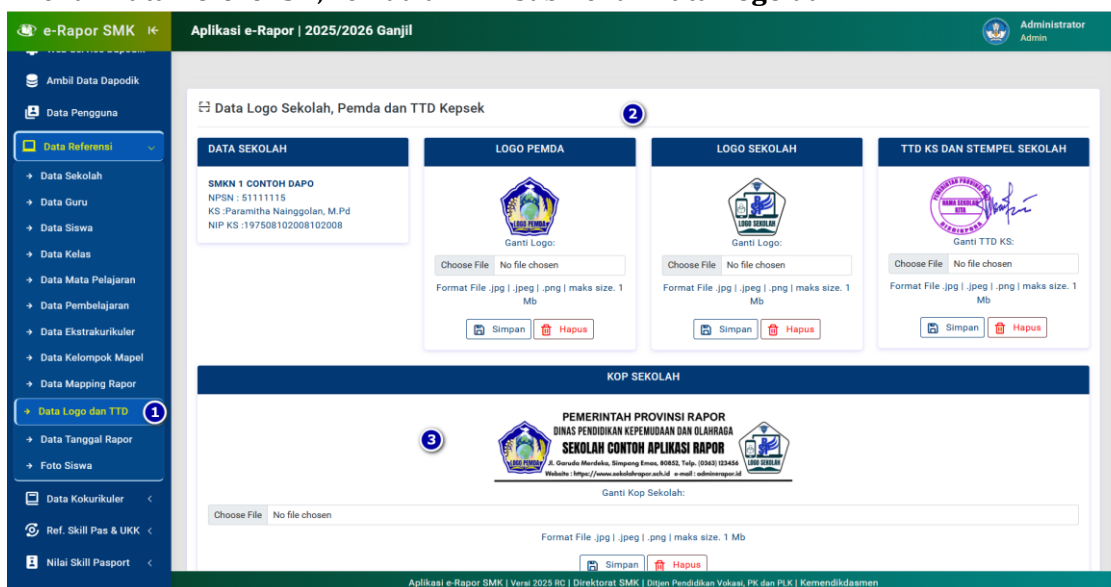 e-Rapor SMK
Aplikasi e-Rapor | 2025/2026 Ganjil
Administrator
Admin
Ambil Data Dapodik
Data Pengguna
Data Referensi
Data Sekolah
Data Guru
Data Siswa
Data Kelas
Data Mata Pelajaran
Data Pembelajaran
Data Ekstrakurikuler
Data Kelompok Mapel
Data Mapping Rapor
Data Logo dan TTD
1
Data Tanggal Rapor
Foto Siswa
Data Kokurikuler
Ref. Skill Pas & UKK
Nilai Skill Pasport
Data Logo Sekolah, Pemda dan TTD Kepsek
2
DATA SEKOLAH
SMKN 1 CONTOH DAPO
NPSN : 51111115
KS :Paramitha Nainggolan, M.Pd
NIP KS :197508102008102008
LOGO PEMDA
LOGO PEMDA
Ganti Logo:
Choose File No file chosen
Format File .jpg | .jpeg | .png | maks size. 1
Mb
Simpan Hapus
LOGO SEKOLAH
LOGO SEKOLAH
Ganti Logo:
Choose File No file chosen
Format File .jpg | .jpeg | .png | maks size. 1
Mb
Simpan Hapus
TTD KS DAN STEMPEL SEKOLAH
NAMA SEKOLAH
KITA
Ganti TTD KS:
Choose File No file chosen
Format File .jpg | .jpeg | .png | maks size. 1
Mb
Simpan Hapus
KOP SEKOLAH
3
PEMERINTAH PROVINSI RAPOR
DINAS PENDIDIKAN KEPEMUDAAN DAN OLAHRAGA
SEKOLAH CONTOH APLIKASI RAPOR
Jl. Garuda Merdeka, Simpang Emas, 80852, Telp. (0363) 123456
LOGO PEMDA
LOGO SEKOLAH
Ganti Kop Sekolah:
Choose File No file chosen
Format File .jpg | .jpeg | .png | maks size. 1 Mb
Simpan Hapus
Aplikasi e-Rapor SMK | Versi 2025 RC | Direktorat SMK | Ditjen Pendidikan Vokasi, PK dan PLK | Kemendikdasmen